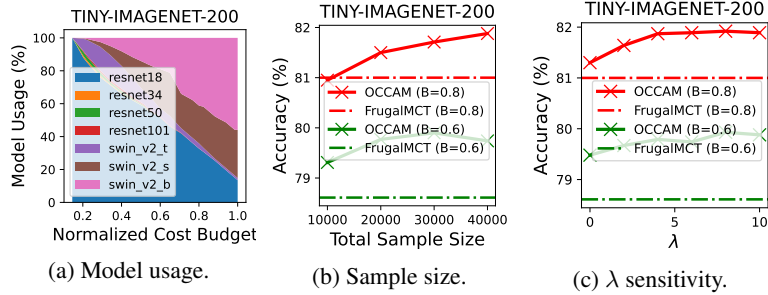 TINY-IMAGENET-200
Model Usage (%)
100
80
60
40
20
0
resnet18
resnet34
resnet50
resnet101
swin_v2_t
swin_v2_s
swin_v2_b
0.2 0.4 0.6 0.8 1.0
Normalized Cost Budget
(a) Model usage.
TINY-IMAGENET-200
Accuracy (%)
82
81
80
79
OCCAM (B=0.8)
FrugalMCT (B=0.8)
OCCAM (B=0.6)
FrugalMCT (B=0.6)
10000 20000 30000 40000
Total Sample Size
(b) Sample size.
TINY-IMAGENET-200
Accuracy (%)
82
81
80
79
OCCAM (B=0.8)
FrugalMCT (B=0.8)
OCCAM (B=0.6)
FrugalMCT (B=0.6)
0 5 10
λ
(c) λ sensitivity.